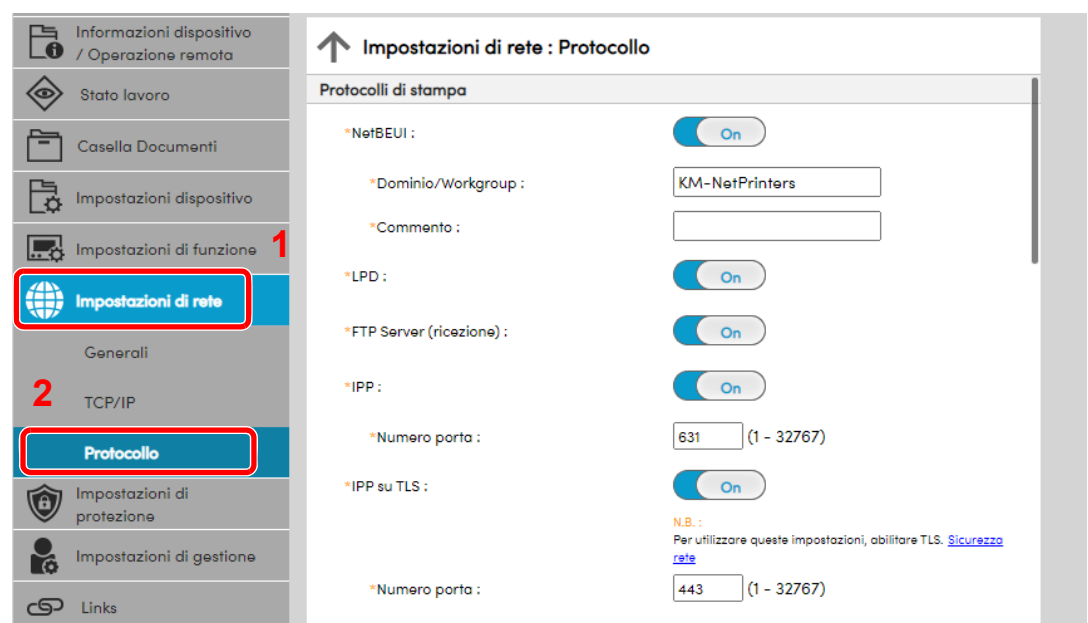 Informazioni dispositivo
/ Operazione remota
Stato lavoro
Casella Documenti
Impostazioni dispositivo
Impostazioni di funzione
1
Impostazioni di rete
Generali
2
TCP/IP
Protocollo
Impostazioni di
protezione
Impostazioni di gestione
Links
Impostazioni di rete : Protocollo
Protocolli di stampa
*NetBEUI : On
*Dominio/Workgroup : KM-NetPrinters
*Commento :
*LPD : On
*FTP Server (ricezione) : On
*IPP : On
*Numero porta : 631 (1 - 32767)
*IPP su TLS : On
N.B. :
Per utilizzare queste impostazioni, abilitare TLS. Sicurezza
rete
*Numero porta : 443 (1 - 32767)